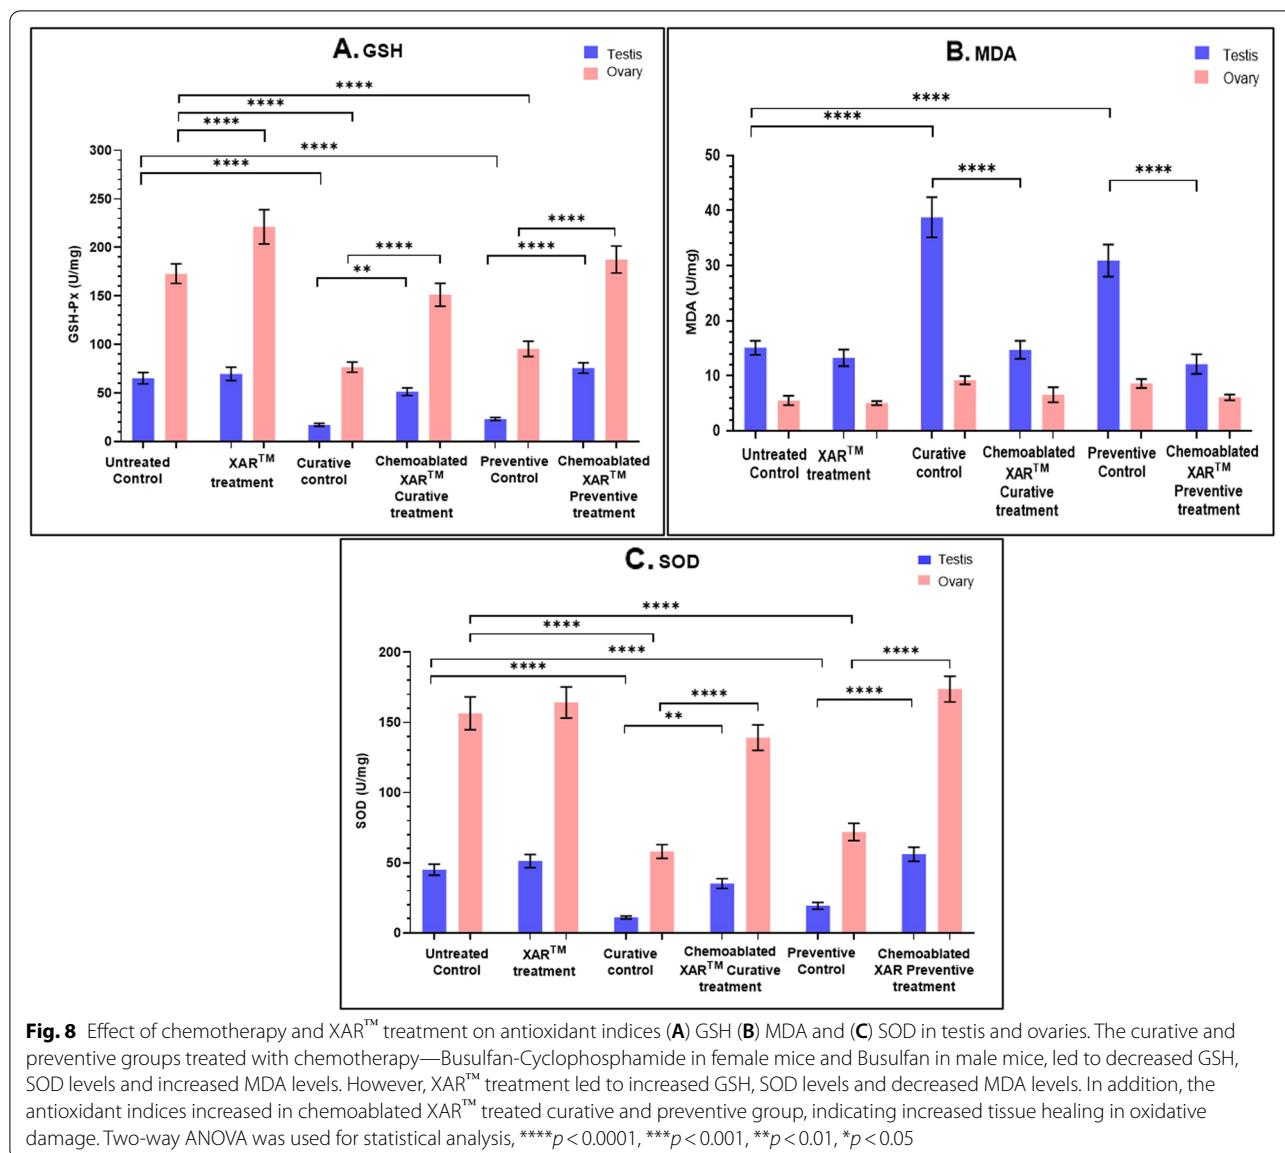 A. GSH
Testis
Ovary
****
****
****
****
****
****
****
****
**
GSH-Px (U/mg)
300
250
200
150
100
50
0
Untreated Control
XAR™ treatment
Curative control
Chemoablated XAR™ Curative treatment
Preventive Control
Chemoablated XAR™ Preventive treatment
B. MDA
Testis
Ovary
****
****
****
****
MDA (U/mg)
50
40
30
20
10
0
Untreated Control
XAR™ treatment
Curative control
Chemoablated XAR™ Curative treatment
Preventive Control
Chemoablated XAR™ Preventive treatment
C. SOD
Testis
Ovary
****
****
****
****
****
****
****
**
SOD (U/mg)
200
150
100
50
0
Untreated Control
XAR™ treatment
Curative control
Chemoablated XAR™ Curative treatment
Preventive Control
Chemoablated XAR Preventive treatment
Fig. 8 Effect of chemotherapy and XAR™ treatment on antioxidant indices (A) GSH (B) MDA and (C) SOD in testis and ovaries. The curative and
preventive groups treated with chemotherapy—Busulfan-Cyclophosphamide in female mice and Busulfan in male mice, led to decreased GSH,
SOD levels and increased MDA levels. However, XAR™ treatment led to increased GSH, SOD levels and decreased MDA levels. In addition, the
antioxidant indices increased in chemoablated XAR™ treated curative and preventive group, indicating increased tissue healing in oxidative
damage. Two-way ANOVA was used for statistical analysis, ****p < 0.0001, ***p < 0.001, **p < 0.01, *p < 0.05